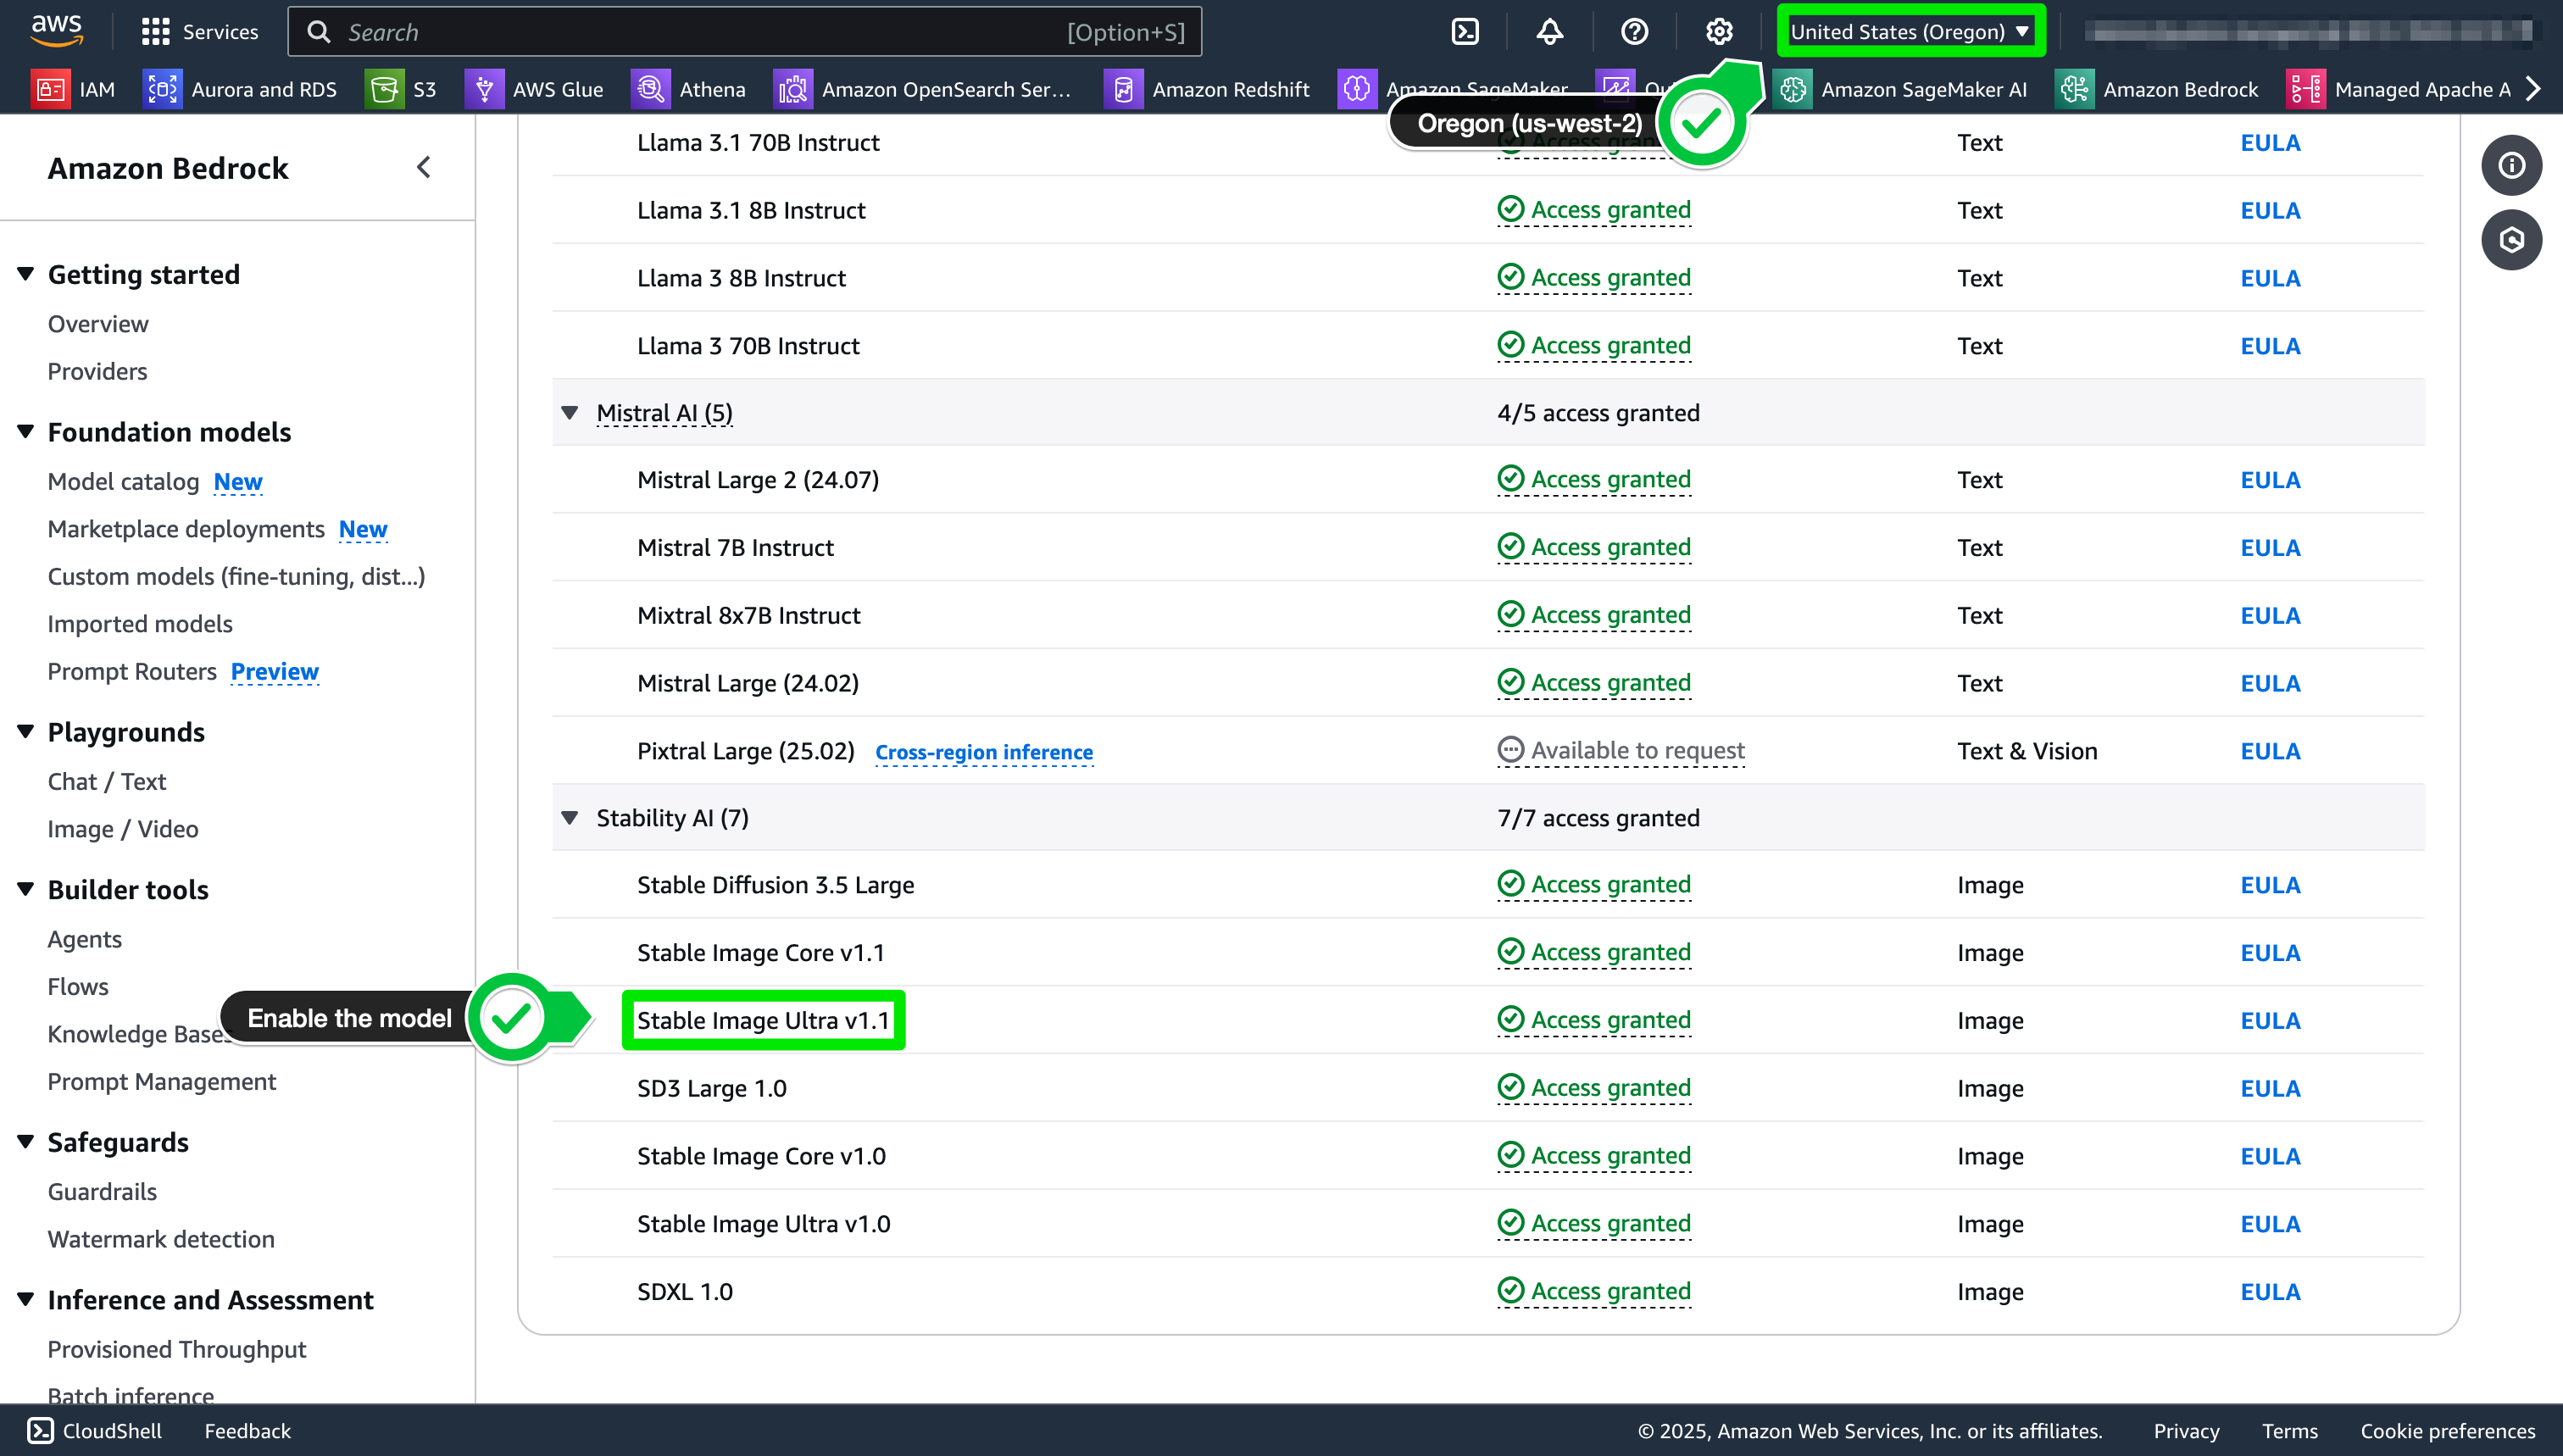 aws
Services
Search
[Option+S]
United States (Oregon)
IAM
Aurora and RDS
S3
AWS Glue
Athena
Amazon OpenSearch Ser...
Amazon Redshift
Amazon SageMaker
Amazon SageMaker AI
Amazon Bedrock
Managed Apache A
Oregon (us-west-2)
Amazon Bedrock
Getting started
Overview
Providers
Foundation models
Model catalog New
Marketplace deployments New
Custom models (fine-tuning, dist...)
Imported models
Prompt Routers Preview
Playgrounds
Chat / Text
Image / Video
Builder tools
Agents
Flows
Enable the model
Knowledge Bases
Prompt Management
Safeguards
Guardrails
Watermark detection
Inference and Assessment
Provisioned Throughput
Batch inference
Llama 3.1 70B Instruct Access granted Text EULA
Llama 3.1 8B Instruct Access granted Text EULA
Llama 3 8B Instruct Access granted Text EULA
Llama 3 70B Instruct Access granted Text EULA
Mistral AI (5) 4/5 access granted
Mistral Large 2 (24.07) Access granted Text EULA
Mistral 7B Instruct Access granted Text EULA
Mixtral 8x7B Instruct Access granted Text EULA
Mistral Large (24.02) Access granted Text EULA
Pixtral Large (25.02) Cross-region inference Available to request Text & Vision EULA
Stability AI (7) 7/7 access granted
Stable Diffusion 3.5 Large Access granted Image EULA
Stable Image Core v1.1 Access granted Image EULA
Stable Image Ultra v1.1 Access granted Image EULA
SD3 Large 1.0 Access granted Image EULA
Stable Image Core v1.0 Access granted Image EULA
Stable Image Ultra v1.0 Access granted Image EULA
SDXL 1.0 Access granted Image EULA
CloudShell
Feedback
© 2025, Amazon Web Services, Inc. or its affiliates.
Privacy
Terms
Cookie preferences